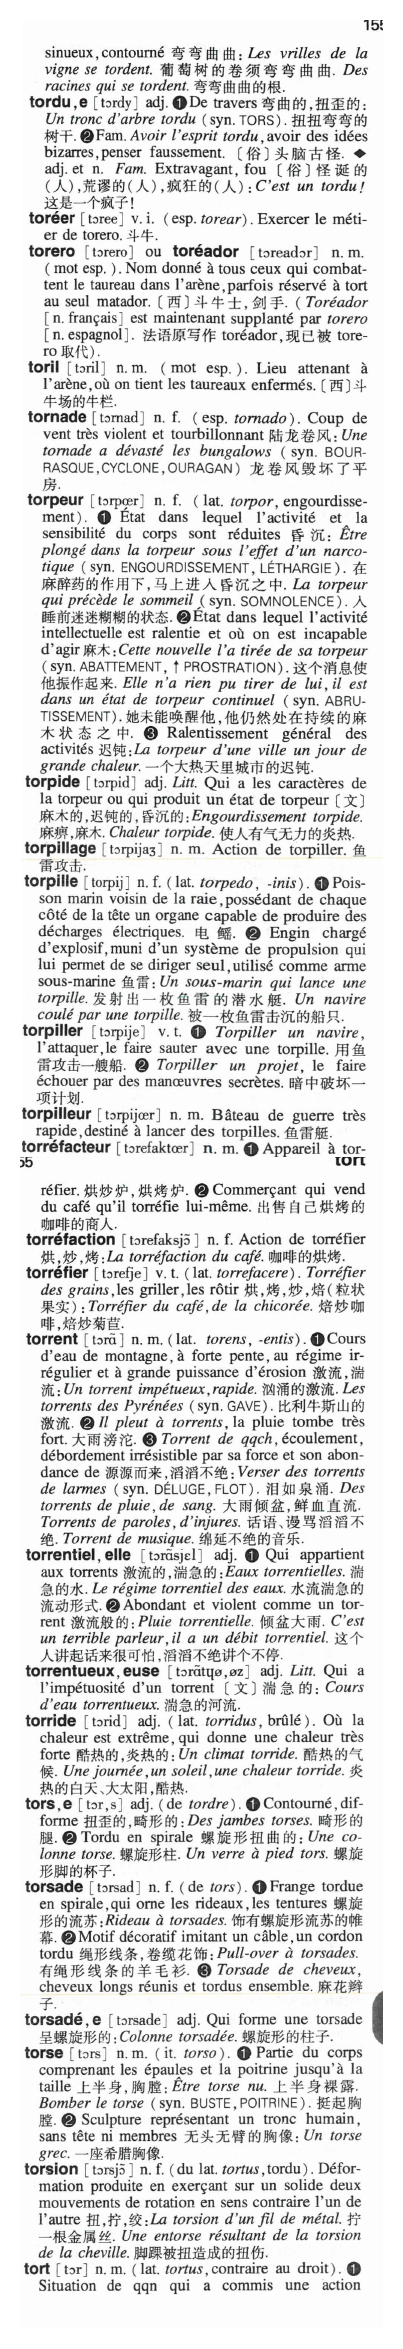 155
sinueux, contourné 弯弯曲曲: Les vrilles de la
vigne se tordent. 葡萄树的卷须弯弯曲曲. Des
racines qui se tordent. 弯弯曲曲的根.
tordu,e [tɔrdy] adj. ❶ De travers 弯曲的,扭歪的:
Un tronc d'arbre tordu (syn. TORS). 扭扭弯弯的
树干. ❷ Fam. Avoir l'esprit tordu, avoir des idées
bizarres, penser faussement. 〔俗〕头脑古怪. ◆
adj. et n. Fam. Extravagant, fou 〔俗〕怪诞的
(人),荒谬的(人),疯狂的(人): C'est un tordu!
这是一个疯子!
toréer [tɔree] v. i. (esp. torear). Exercer le méti-
er de torero. 斗牛.
torero [tɔrero] ou toréador [tɔreadɔr] n. m.
(mot esp.). Nom donné à tous ceux qui combat-
tent le taureau dans l'arène, parfois réservé à tort
au seul matador. 〔西〕斗牛士,剑手. (Toréador
[n. français] est maintenant supplanté par torero
[n. espagnol]. 法语原写作 toréador,现已被 tore-
ro 取代).
toril [tɔril] n. m. (mot esp.). Lieu attenant à
l'arène, où on tient les taureaux enfermés. 〔西〕斗
牛场的牛栏.
tornade [tɔrnad] n. f. (esp. tornado). Coup de
vent très violent et tourbillonnant 陆龙卷风: Une
tornade a dévasté les bungalows (syn. BOUR-
RASQUE, CYCLONE, OURAGAN) 龙卷风毁坏了平
房.
torpeur [tɔrpœr] n. f. (lat. torpor, engourdisse-
ment). ❶ État dans lequel l'activité et la
sensibilité du corps sont réduites 昏沉: Être
plongé dans la torpeur sous l'effet d'un narco-
tique (syn. ENGOURDISSEMENT, LÉTHARGIE). 在
麻醉药的作用下,马上进入昏沉之中. La torpeur
qui précède le sommeil (syn. SOMNOLENCE). 人
睡前迷迷糊糊的状态. ❷ État dans lequel l'activité
intellectuelle est ralentie et où on est incapable
d'agir 麻木: Cette nouvelle l'a tirée de sa torpeur
(syn. ABATTEMENT, ↑ PROSTRATION). 这个消息使
他振作起来. Elle n'a rien pu tirer de lui, il est
dans un état de torpeur continuel (syn. ABRU-
TISSEMENT). 她未能唤醒他,他仍然处在持续的麻
木状态之中. ❸ Ralentissement général des
activités 迟钝: La torpeur d'une ville un jour de
grande chaleur. 一个大热天里城市的迟钝.
torpide [tɔrpid] adj. Litt. Qui a les caractères de
la torpeur ou qui produit un état de torpeur 〔文〕
麻木的,迟钝的,昏沉的: Engourdissement torpide.
麻痹,麻木. Chaleur torpide. 使人有气无力的炎热.
torpillage [tɔrpijaʒ] n. m. Action de torpiller. 鱼
雷攻击.
torpille [tɔrpij] n. f. (lat. torpedo, -inis). ❶ Pois-
son marin voisin de la raie, possédant de chaque
côté de la tête un organe capable de produire des
décharges électriques. 电鳐. ❷ Engin chargé
d'explosif, muni d'un système de propulsion qui
lui permet de se diriger seul, utilisé comme arme
sous-marine 鱼雷: Un sous-marin qui lance une
torpille. 发射出一枚鱼雷的潜水艇. Un navire
coulé par une torpille. 被一枚鱼雷击沉的船只.
torpiller [tɔrpije] v. t. ❶ Torpiller un navire,
l'attaquer, le faire sauter avec une torpille. 用鱼
雷攻击一艘船. ❷ Torpiller un projet, le faire
échouer par des manœuvres secrètes. 暗中破坏一
项计划.
torpilleur [tɔrpijœr] n. m. Bâteau de guerre très
rapide, destiné à lancer des torpilles. 鱼雷艇.
torréfacteur [tɔrefaktœr] n. m. ❶ Appareil à tor-
55 tort
réfier. 烘炒炉,烘烤炉. ❷ Commerçant qui vend
du café qu'il torréfie lui-même. 出售自己烘烤的
咖啡的商人.
torréfaction [tɔrefaksjɔ̃] n. f. Action de torréfier
烘,炒,烤: La torréfaction du café. 咖啡的烘烤.
torréfier [tɔrefje] v. t. (lat. torrefacere). Torréfier
des grains, les griller, les rôtir 烘,烤,炒,焙(粒状
果实): Torréfier du café, de la chicorée. 焙炒咖
啡,焙炒菊苣.
torrent [tɔrɑ̃] n. m. (lat. torens, -entis). ❶ Cours
d'eau de montagne, à forte pente, au régime ir-
régulier et à grande puissance d'érosion 激流,湍
流: Un torrent impétueux, rapide. 汹涌的激流. Les
torrents des Pyrénées (syn. GAVE). 比利牛斯山的
激流. ❷ Il pleut à torrents, la pluie tombe très
fort. 大雨滂沱. ❸ Torrent de qqch, écoulement,
débordement irrésistible par sa force et son abon-
dance de 源源而来,滔滔不绝: Verser des torrents
de larmes (syn. DÉLUGE, FLOT). 泪如泉涌. Des
torrents de pluie, de sang. 大雨倾盆,鲜血直流.
Torrents de paroles, d'injures. 话语、谩骂滔滔不
绝. Torrent de musique. 绵延不绝的音乐.
torrentiel,elle [tɔrɑ̃sjɛl] adj. ❶ Qui appartient
aux torrents 激流的,湍急的: Eaux torrentielles. 湍
急的水. Le régime torrentiel des eaux. 水流湍急的
流动形式. ❷ Abondant et violent comme un tor-
rent 激流般的: Pluie torrentielle. 倾盆大雨. C'est
un terrible parleur, il a un débit torrentiel. 这个
人讲起话来很可怕,滔滔不绝讲个不停.
torrentueux,euse [tɔrɑ̃tɥø,øz] adj. Litt. Qui a
l'impétuosité d'un torrent 〔文〕湍急的: Cours
d'eau torrentueux. 湍急的河流.
torride [tɔrid] adj. (lat. torridus, brûlé). Où la
chaleur est extrême, qui donne une chaleur très
forte 酷热的,炎热的: Un climat torride. 酷热的气
候. Une journée, un soleil, une chaleur torride. 炎
热的白天、大太阳,酷热.
tors,e [tɔr,s] adj. (de tordre). ❶ Contourné, dif-
forme 扭歪的,畸形的: Des jambes torses. 畸形的
腿. ❷ Tordu en spirale 螺旋形扭曲的: Une co-
lonne torse. 螺旋形柱. Un verre à pied tors. 螺旋
形脚的杯子.
torsade [tɔrsad] n. f. (de tors). ❶ Frange tordue
en spirale, qui orne les rideaux, les tentures 螺旋
形的流苏: Rideau à torsades. 饰有螺旋形流苏的帷
幕. ❷ Motif décoratif imitant un câble, un cordon
tordu 绳形线条,卷缆花饰: Pull-over à torsades.
有绳形线条的羊毛衫. ❸ Torsade de cheveux,
cheveux longs réunis et tordus ensemble. 麻花辫
子.
torsadé,e [tɔrsade] adj. Qui forme une torsade
呈螺旋形的: Colonne torsadée. 螺旋形的柱子.
torse [tɔrs] n. m. (it. torso). ❶ Partie du corps
comprenant les épaules et la poitrine jusqu'à la
taille 上半身,胸膛: Être torse nu. 上半身裸露.
Bomber le torse (syn. BUSTE, POITRINE). 挺起胸
膛. ❷ Sculpture représentant un tronc humain,
sans tête ni membres 无头无臂的胸像: Un torse
grec. 一座希腊胸像.
torsion [tɔrsjɔ̃] n. f. (du lat. tortus, tordu). Défor-
mation produite en exerçant sur un solide deux
mouvements de rotation en sens contraire l'un de
l'autre 扭,拧,绞: La torsion d'un fil de métal. 拧
一根金属丝. Une entorse résultant de la torsion
de la cheville. 脚踝被扭造成的扭伤.
tort [tɔr] n. m. (lat. tortus, contraire au droit). ❶
Situation de qqn qui a commis une action